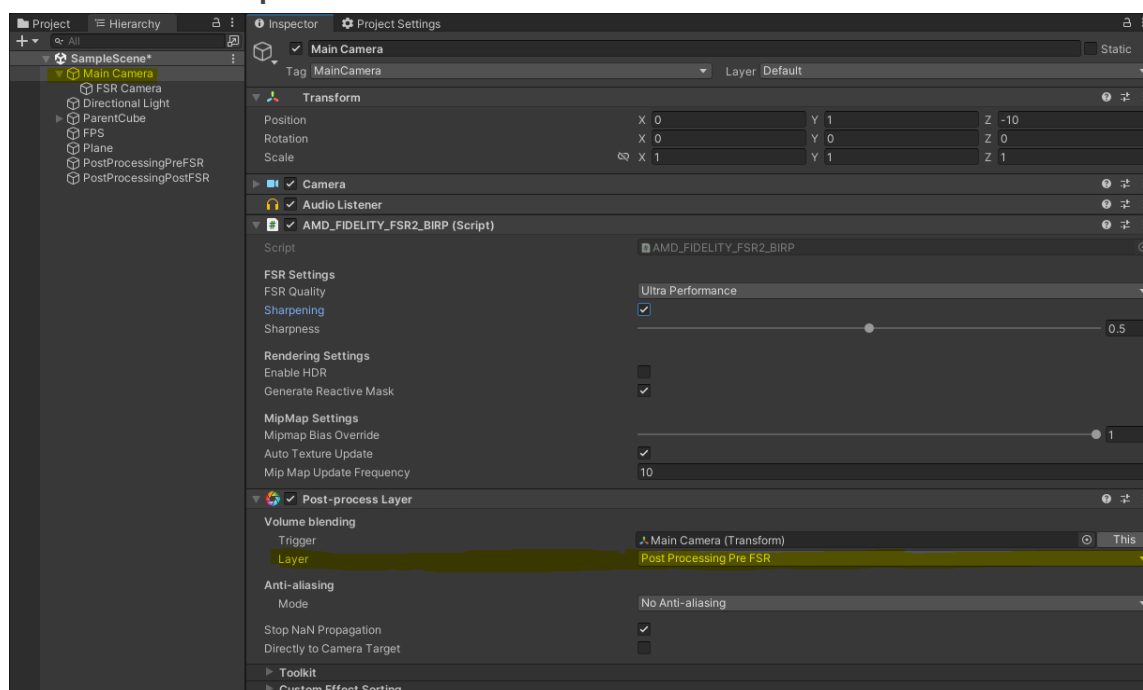 Project Hierarchy
All
SampleScene*
Main Camera
FSR Camera
Directional Light
ParentCube
FPS
Plane
PostProcessingPreFSR
PostProcessingPostFSR
Inspector Project Settings
Main Camera Static
Tag MainCamera Layer Default
Transform
Position X 0 Y 1 Z -10
Rotation X 0 Y 0 Z 0
Scale X 1 Y 1 Z 1
Camera
Audio Listener
AMD_FIDELITY_FSR2_BIRP (Script)
Script AMD_FIDELITY_FSR2_BIRP
FSR Settings
FSR Quality Ultra Performance
Sharpening
Sharpness 0.5
Rendering Settings
Enable HDR
Generate Reactive Mask
MipMap Settings
Mipmap Bias Override 1
Auto Texture Update
Mip Map Update Frequency 10
Post-process Layer
Volume blending
Trigger Main Camera (Transform) This
Layer Post Processing Pre FSR
Anti-aliasing
Mode No Anti-aliasing
Stop NaN Propagation
Directly to Camera Target
Toolkit
Custom Effect Sorting